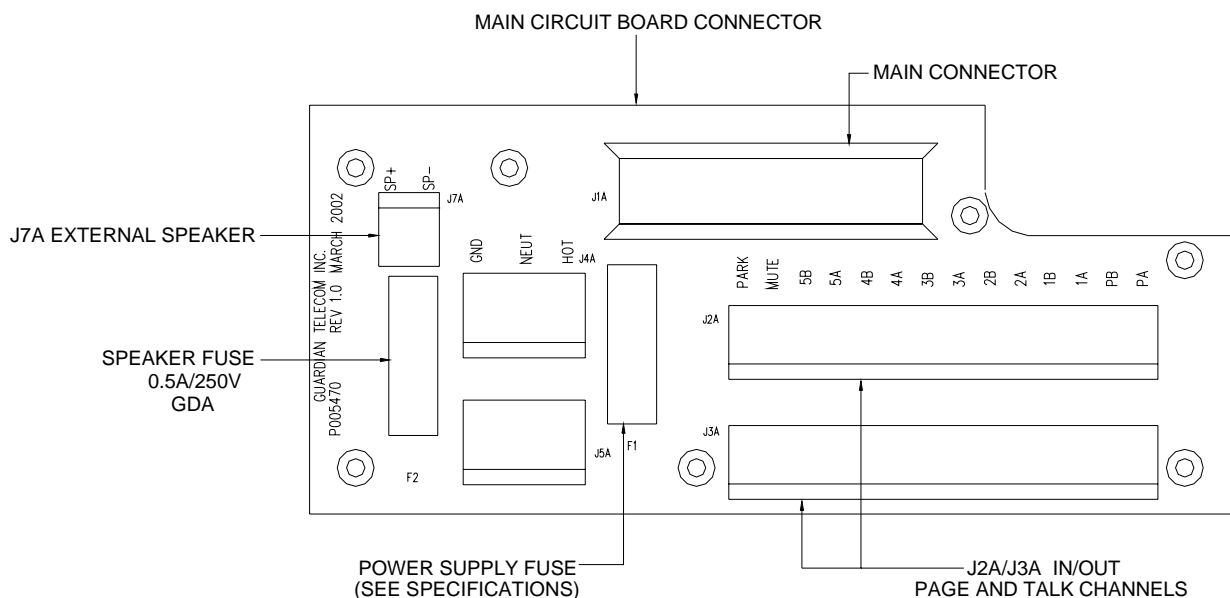 MAIN CIRCUIT BOARD CONNECTOR
MAIN CONNECTOR
SP+
SP-
J7A
J1A
J7A EXTERNAL SPEAKER
GUARDIAN TELECOM INC.
REV 1.0 MARCH 2002
P005470
GND
NEUT
HOT
J4A
PARK
MUTE
5B
5A
4B
4A
3B
3A
2B
2A
1B
1A
PB
PA
J2A
SPEAKER FUSE
0.5A/250V
GDA
J3A
F1
J5A
F2
POWER SUPPLY FUSE
(SEE SPECIFICATIONS)
J2A/J3A IN/OUT
PAGE AND TALK CHANNELS